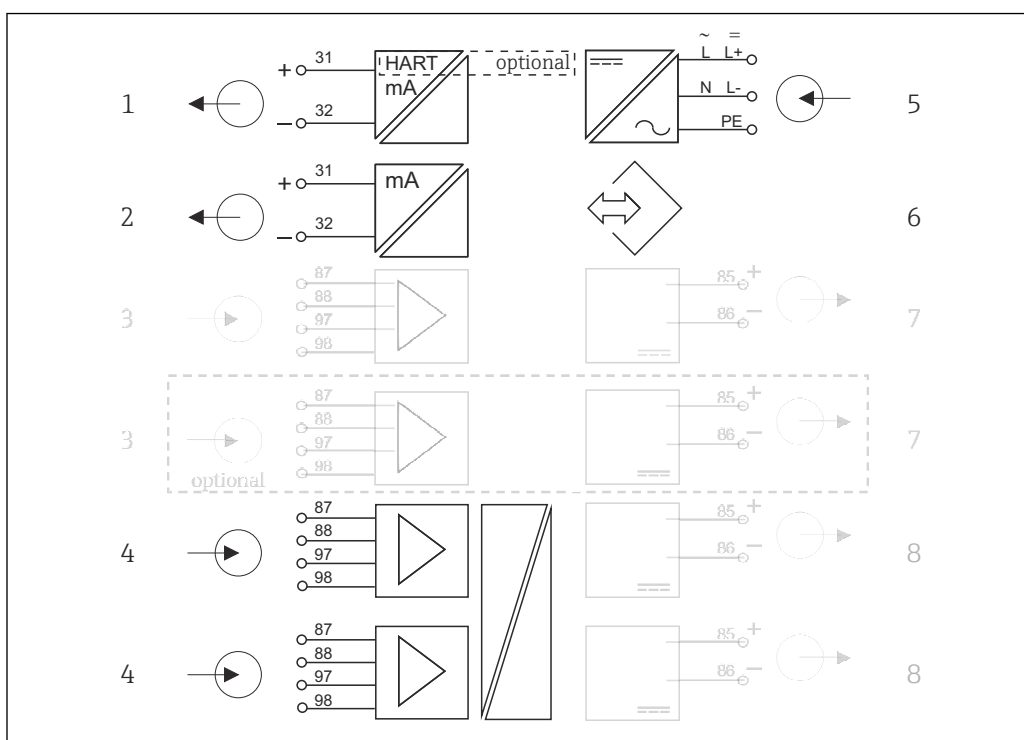 ~ =
+ 31 HART optional L L+
1 mA N L- 5
– 32 PE
+ 31 mA
2 6
– 32
87 85 +
88
3 97 86 – 7
98
87 85 +
88
3 97 86 – 7
98
optional
87 85 +
88
4 97 86 – 8
98
87 85 +
88
4 97 86 – 8
98